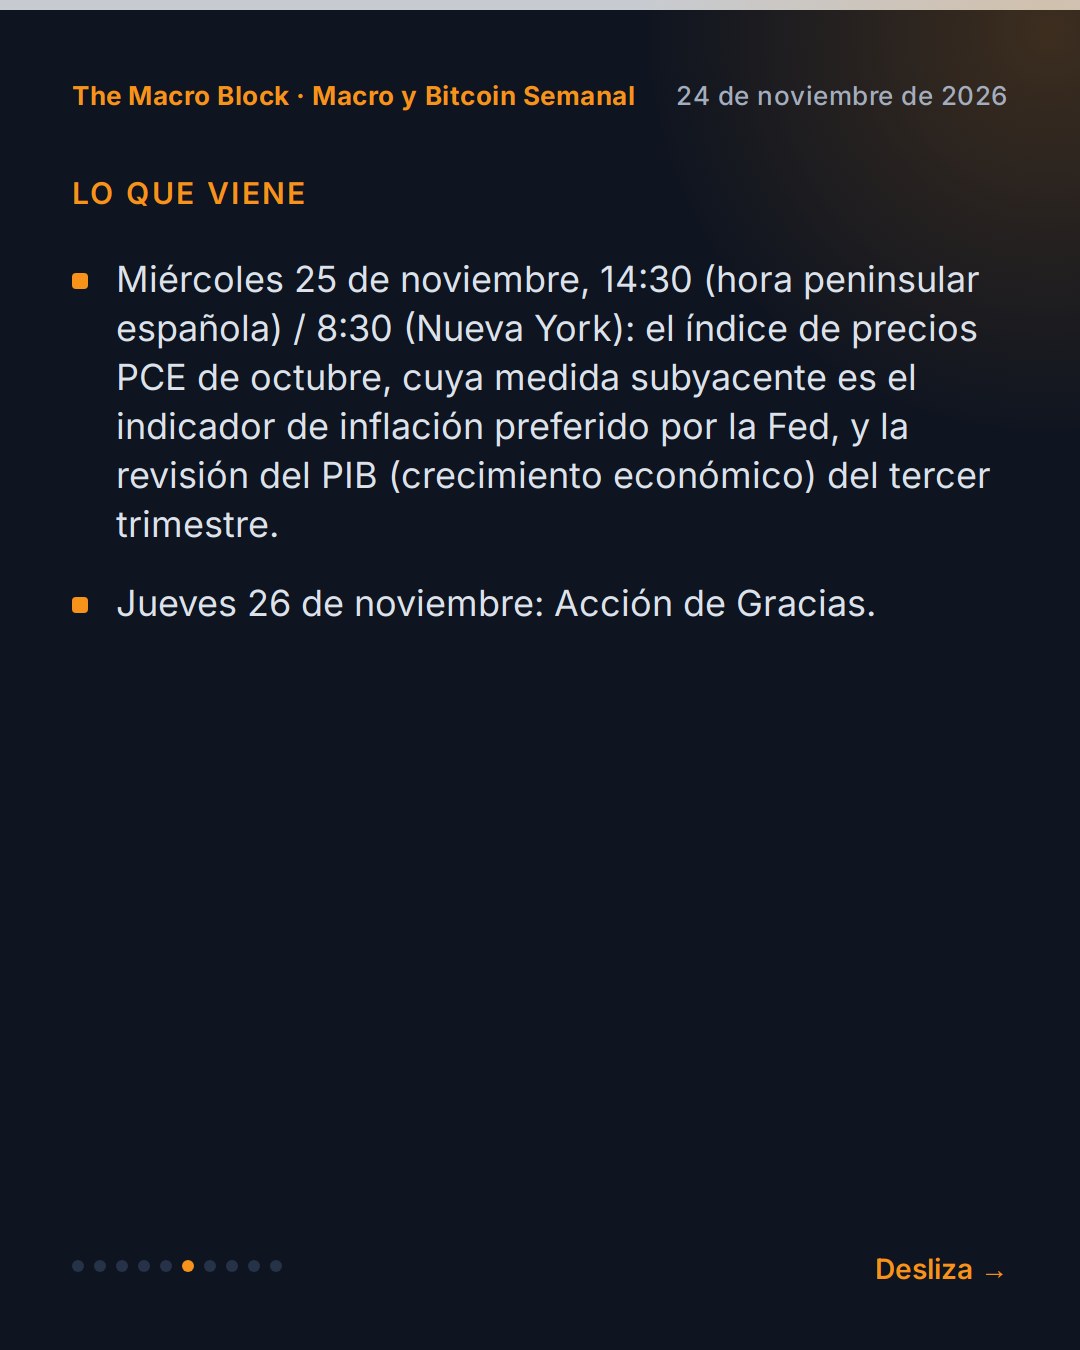 The Macro Block · Macro y Bitcoin Semanal 24 de noviembre de 2026
LO QUE VIENE
Miércoles 25 de noviembre, 14:30 (hora peninsular
española) / 8:30 (Nueva York): el índice de precios
PCE de octubre, cuya medida subyacente es el
indicador de inflación preferido por la Fed, y la
revisión del PIB (crecimiento económico) del tercer
trimestre.
Jueves 26 de noviembre: Acción de Gracias.
Desliza →